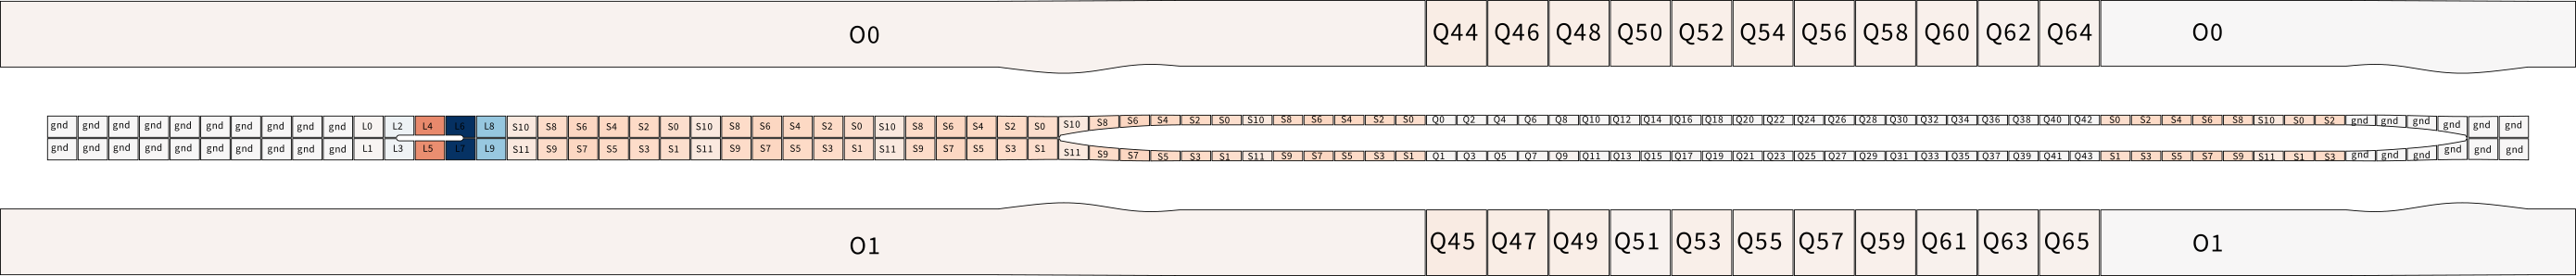 O0 Q44 Q46 Q48 Q50 Q52 Q54 Q56 Q58 Q60 Q62 Q64 O0
gnd gnd gnd gnd gnd gnd gnd gnd gnd gnd L0 L2 L4 L6 L8 S10 S8 S6 S4 S2 S0 S10 S8 S6 S4 S2 S0 S10 S8 S6 S4 S2 S0 S10 S8 S6 S4 S2 S0 S10 S8 S6 S4 S2 S0 Q0 Q2 Q4 Q6 Q8 Q10 Q12 Q14 Q16 Q18 Q20 Q22 Q24 Q26 Q28 Q30 Q32 Q34 Q36 Q38 Q40 Q42 S0 S2 S4 S6 S8 S10 S0 S2 gnd gnd gnd gnd gnd gnd
gnd gnd gnd gnd gnd gnd gnd gnd gnd gnd L1 L3 L5 L7 L9 S11 S9 S7 S5 S3 S1 S11 S9 S7 S5 S3 S1 S11 S9 S7 S5 S3 S1 S11 S9 S7 S5 S3 S1 S11 S9 S7 S5 S3 S1 Q1 Q3 Q5 Q7 Q9 Q11 Q13 Q15 Q17 Q19 Q21 Q23 Q25 Q27 Q29 Q31 Q33 Q35 Q37 Q39 Q41 Q43 S1 S3 S5 S7 S9 S11 S1 S3 gnd gnd gnd gnd gnd gnd
O1 Q45 Q47 Q49 Q51 Q53 Q55 Q57 Q59 Q61 Q63 Q65 O1